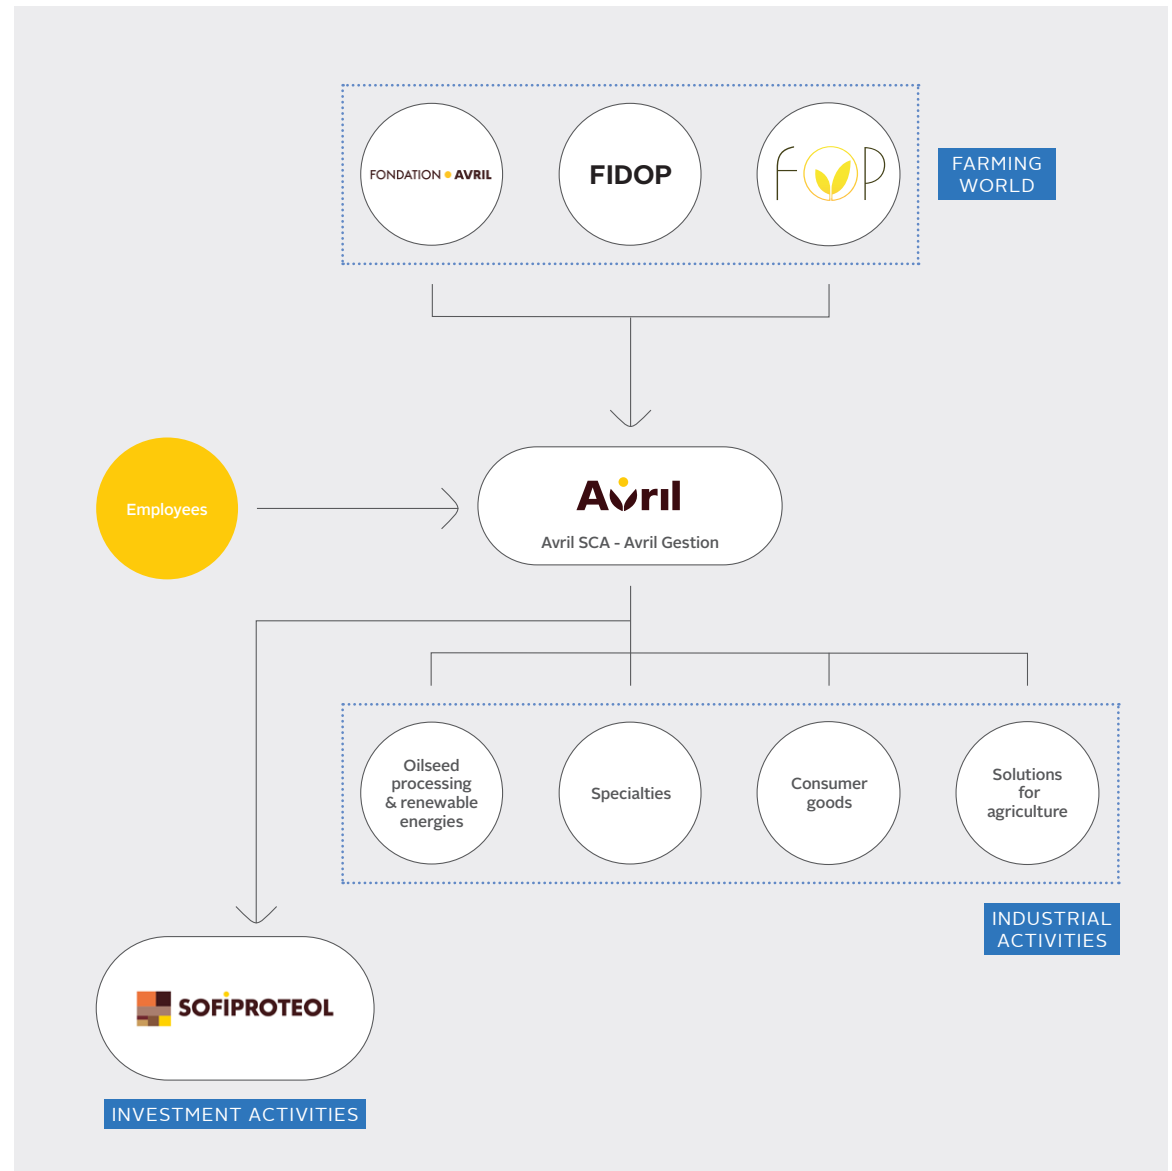 FONDATION AVRIL
FIDOP
FOP
FARMING
WORLD
Employees
Avril
Avril SCA - Avril Gestion
Oilseed
processing
& renewable
energies
Specialties
Consumer
goods
Solutions
for
agriculture
INDUSTRIAL
ACTIVITIES
SOFIPROTEOL
INVESTMENT ACTIVITIES